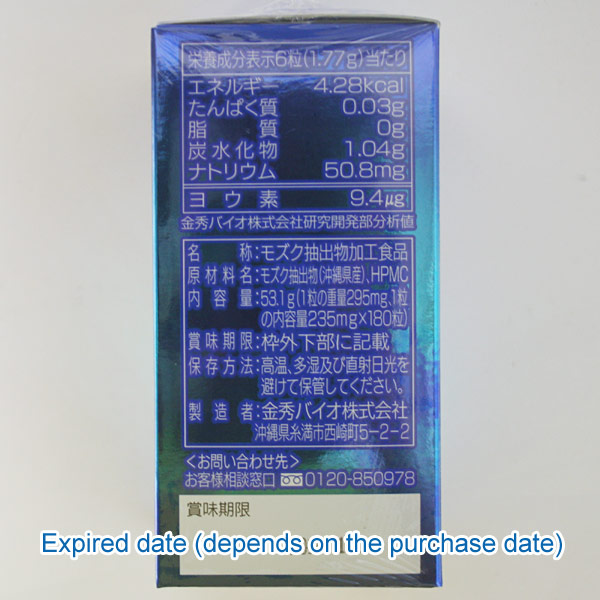 栄養成分表示6粒(1.77g)当たり
エネルギー 4.28kcal
たんぱく質 0.03g
脂質 0g
炭水化物 1.04g
ナトリウム 50.8mg
ヨウ素 9.4μg
金秀バイオ株式会社研究開発部分析値
名称:モズク抽出物加工食品
原材料名:モズク抽出物(沖縄県産)、HPMC
内容量:53.1g(1粒の重量295mg、1粒
の内容量235mg×180粒)
賞味期限:枠外下部に記載
保存方法:高温、多湿及び直射日光を
避けて保管してください。
製造者:金秀バイオ株式会社
沖縄県糸満市西崎町5-2-2
〈お問い合わせ先〉
お客様相談窓口 0120-850978
賞味期限
Expired date (depends on the purchase date)